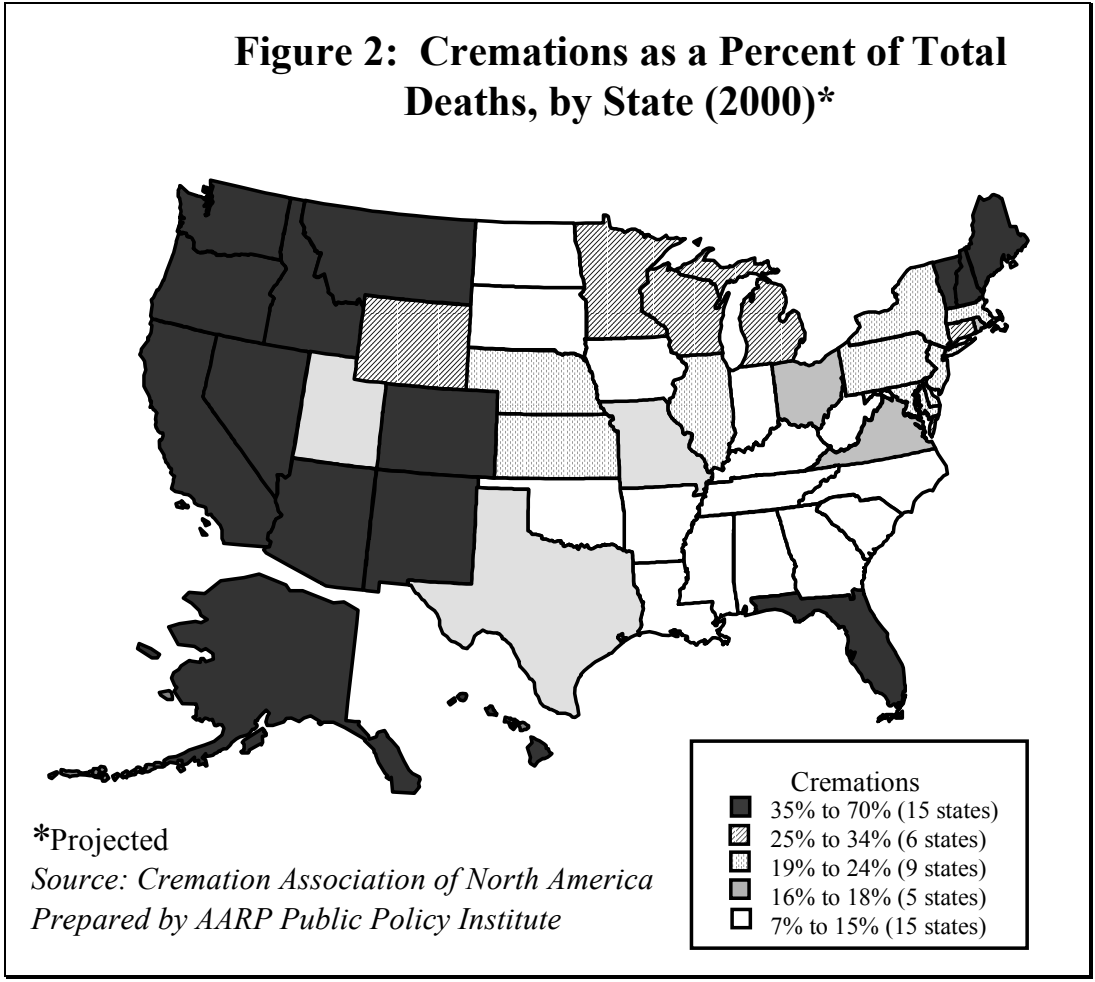 Figure 2:  Cremations as a Percent of Total
Deaths, by State (2000)*
Cremations
35% to 70% (15 states)
25% to 34% (6 states)
19% to 24% (9 states)
16% to 18% (5 states)
7% to 15% (15 states)
*Projected
Source: Cremation Association of North America
Prepared by AARP Public Policy Institute